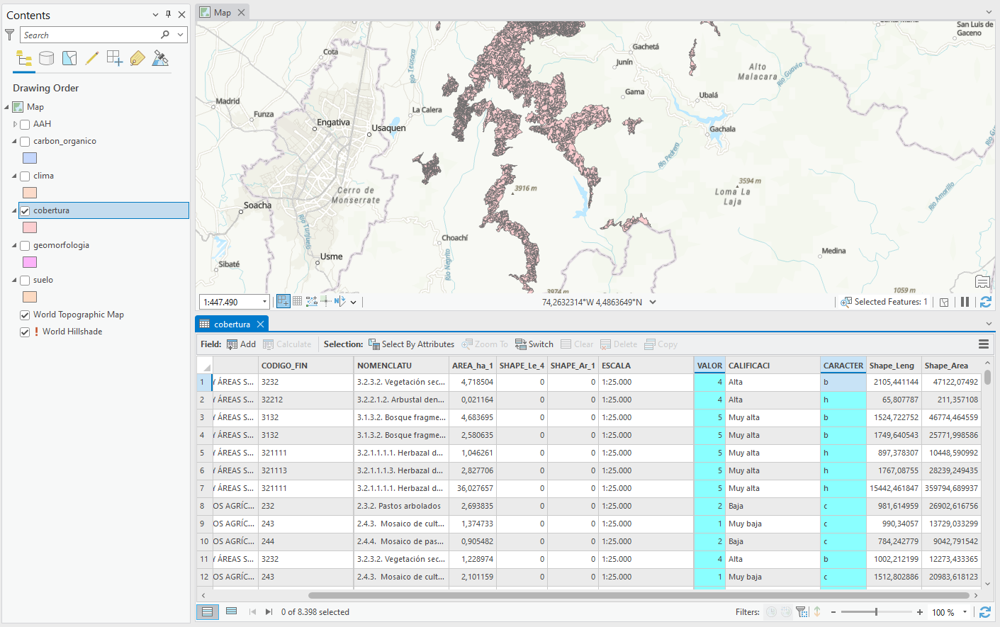 Contents
Search
Drawing Order
Map
AAH
carbon_organico
clima
cobertura
geomorfologia
suelo
World Topographic Map
! World Hillshade
Map
San Luis de
Gaceno
Cota
Gachetá
Junín
Alto
Malacara
Río Guavio
Río Teusaca
Madrid
Funza
La Calera
Gama
Ubalá
Engativa
Usaquen
Gachala
Río Pedrera
Cerro de
Monserrate
3916 m
3594 m
Loma La
Laja
Río Amarillo
Soacha
Río Tunjuelo
Choachí
Río Negrito
Usme
Medina
Sibaté
3974 m
1059 m
1:447.490
74,2632314°W 4,4863649°N
Selected Features: 1
cobertura
Field: Add Calculate Selection: Select By Attributes Zoom To Switch Clear Delete Copy
CODIGO_FIN NOMENCLATU AREA_ha_1 SHAPE_Le_4 SHAPE_Ar_1 ESCALA VALOR CALIFICACI CARACTER Shape_Leng Shape_Area
1 Y ÁREAS S... 3232 3.2.3.2. Vegetación sec... 4,718504 0 0 1:25.000 4 Alta b 2105,441144 47122,07492
2 Y ÁREAS S... 32212 3.2.2.1.2. Arbustal den... 0,021164 0 0 1:25.000 4 Alta h 65,807787 211,357108
3 Y ÁREAS S... 3132 3.1.3.2. Bosque fragme... 4,683695 0 0 1:25.000 5 Muy alta b 1524,722752 46774,464559
4 Y ÁREAS S... 3132 3.1.3.2. Bosque fragme... 2,580635 0 0 1:25.000 5 Muy alta b 1749,640543 25771,998586
5 Y ÁREAS S... 321111 3.2.1.1.1.1. Herbazal d... 1,046261 0 0 1:25.000 5 Muy alta h 897,378307 10448,590992
6 Y ÁREAS S... 321113 3.2.1.1.1.3. Herbazal d... 2,827706 0 0 1:25.000 5 Muy alta h 1767,08755 28239,249435
7 Y ÁREAS S... 321111 3.2.1.1.1.1. Herbazal d... 36,027657 0 0 1:25.000 5 Muy alta h 15442,461847 359794,689937
8 OS AGRÍC... 232 2.3.2. Pastos arbolados 2,693835 0 0 1:25.000 2 Baja c 981,614959 26902,616756
9 OS AGRÍC... 243 2.4.3. Mosaico de cult... 1,374733 0 0 1:25.000 1 Muy baja c 990,34057 13729,033299
10 OS AGRÍC... 244 2.4.4. Mosaico de pas... 0,905482 0 0 1:25.000 2 Baja c 784,242779 9042,791542
11 Y ÁREAS S... 3232 3.2.3.2. Vegetación sec... 1,228974 0 0 1:25.000 4 Alta b 1002,212199 12273,433365
12 OS AGRÍC... 243 2.4.3. Mosaico de cult... 2,101159 0 0 1:25.000 1 Muy baja c 1512,802886 20983,618123
0 of 8.398 selected
Filters: 100 %